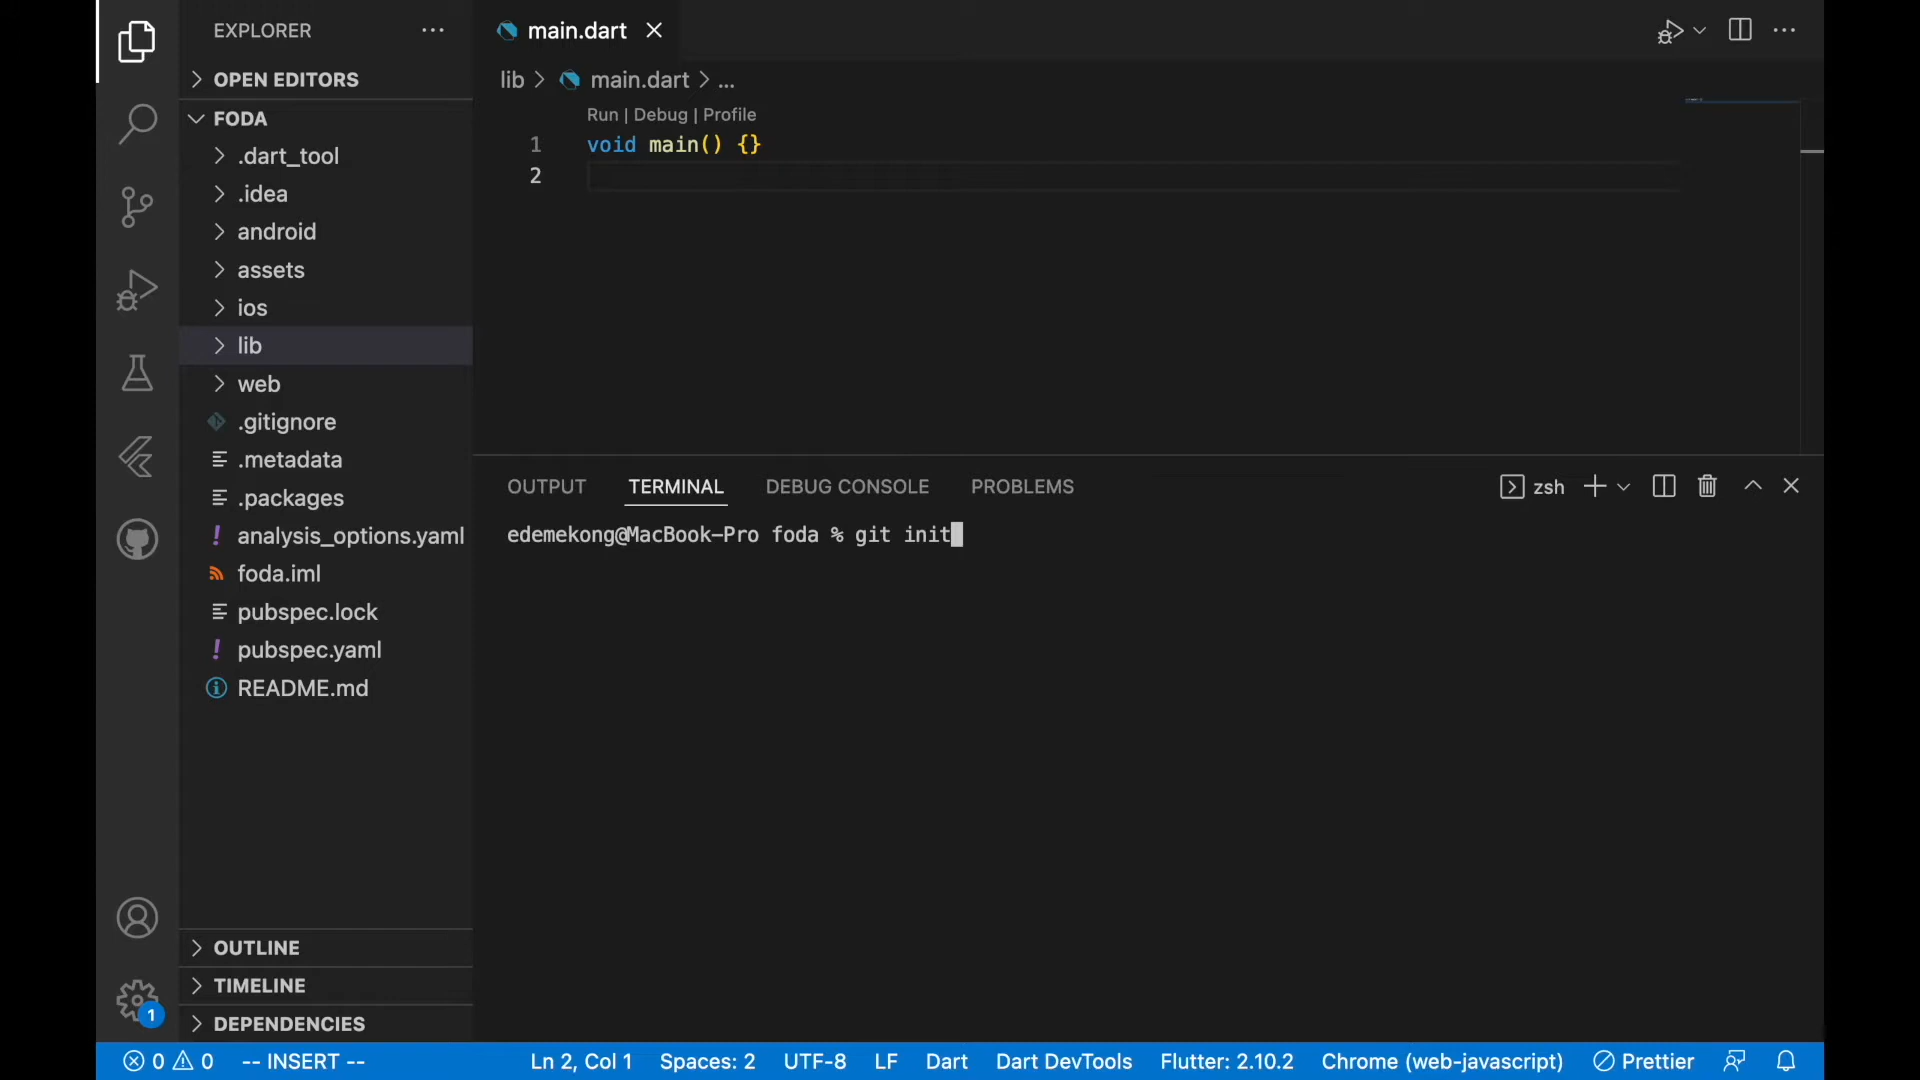 EXPLORER
OPEN EDITORS
FODA
.dart_tool
.idea
android
assets
ios
lib
web
.gitignore
.metadata
.packages
analysis_options.yaml
foda.iml
pubspec.lock
pubspec.yaml
README.md
OUTLINE
TIMELINE
DEPENDENCIES
1
main.dart
lib > main.dart > ...
Run | Debug | Profile
1 void main() {}
2
OUTPUT TERMINAL DEBUG CONSOLE PROBLEMS zsh
edemekong@MacBook-Pro foda % git init
0 0 -- INSERT -- Ln 2, Col 1 Spaces: 2 UTF-8 LF Dart Dart DevTools Flutter: 2.10.2 Chrome (web-javascript) Prettier